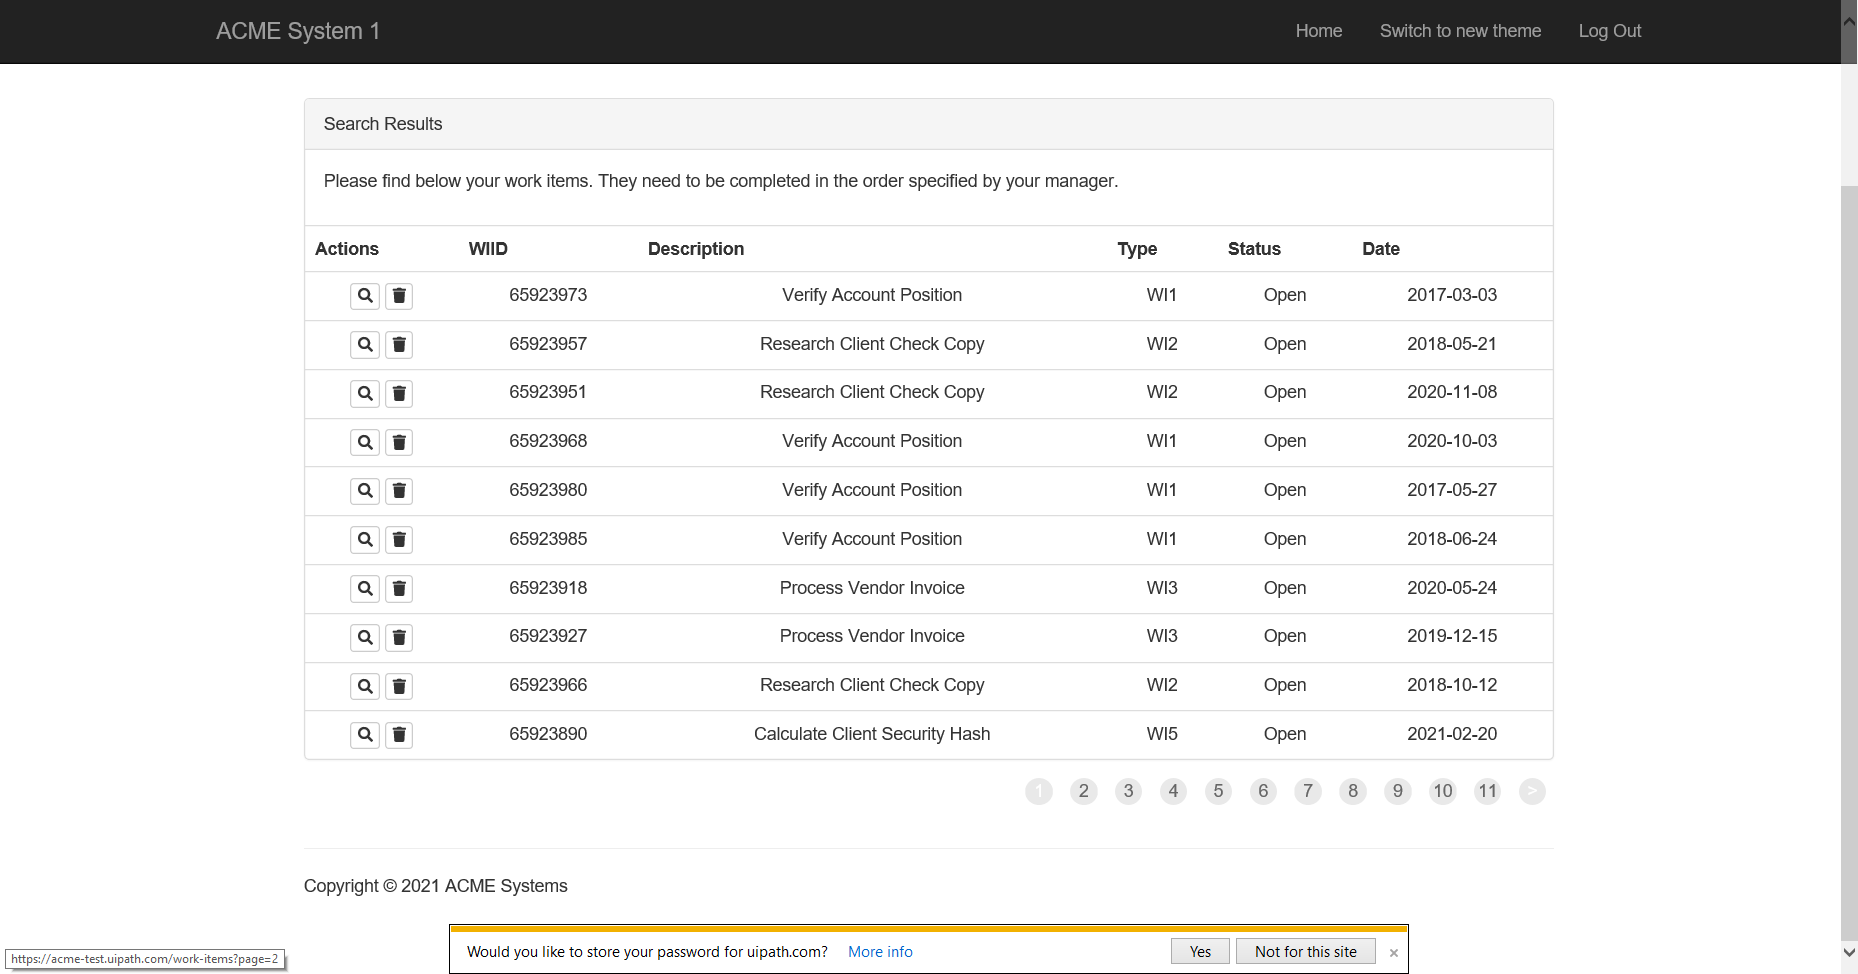 ACME System 1 Home Switch to new theme Log Out
Search Results
Please find below your work items. They need to be completed in the order specified by your manager.
Actions WIID Description Type Status Date
65923973 Verify Account Position WI1 Open 2017-03-03
65923957 Research Client Check Copy WI2 Open 2018-05-21
65923951 Research Client Check Copy WI2 Open 2020-11-08
65923968 Verify Account Position WI1 Open 2020-10-03
65923980 Verify Account Position WI1 Open 2017-05-27
65923985 Verify Account Position WI1 Open 2018-06-24
65923918 Process Vendor Invoice WI3 Open 2020-05-24
65923927 Process Vendor Invoice WI3 Open 2019-12-15
65923966 Research Client Check Copy WI2 Open 2018-10-12
65923890 Calculate Client Security Hash WI5 Open 2021-02-20
1 2 3 4 5 6 7 8 9 10 11 >
Copyright © 2021 ACME Systems
Would you like to store your password for uipath.com? More info Yes Not for this site ×
https://acme-test.uipath.com/work-items?page=2